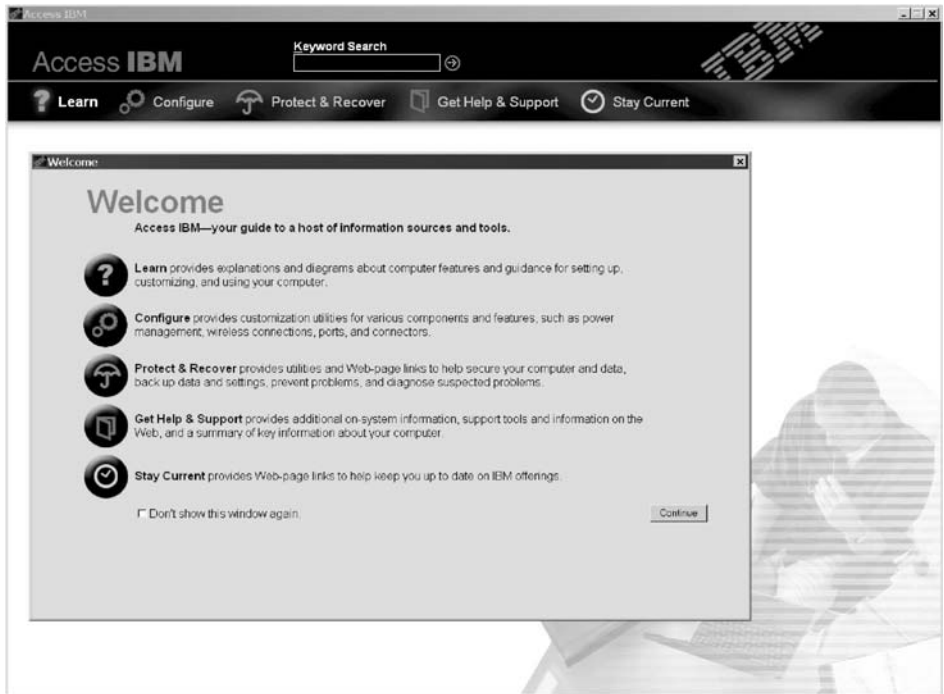 Access IBM
Keyword Search
Access IBM
IBM
Learn Configure Protect & Recover Get Help & Support Stay Current
Welcome
Welcome
Access IBM—your guide to a host of information sources and tools.
Learn provides explanations and diagrams about computer features and guidance for setting up,
customizing, and using your computer.
Configure provides customization utilities for various components and features, such as power
management, wireless connections, ports, and connectors.
Protect & Recover provides utilities and Web-page links to help secure your computer and data,
back up data and settings, prevent problems, and diagnose suspected problems.
Get Help & Support provides additional on-system information, support tools and information on the
Web, and a summary of key information about your computer.
Stay Current provides Web-page links to help keep you up to date on IBM offerings.
Don't show this window again.
Continue